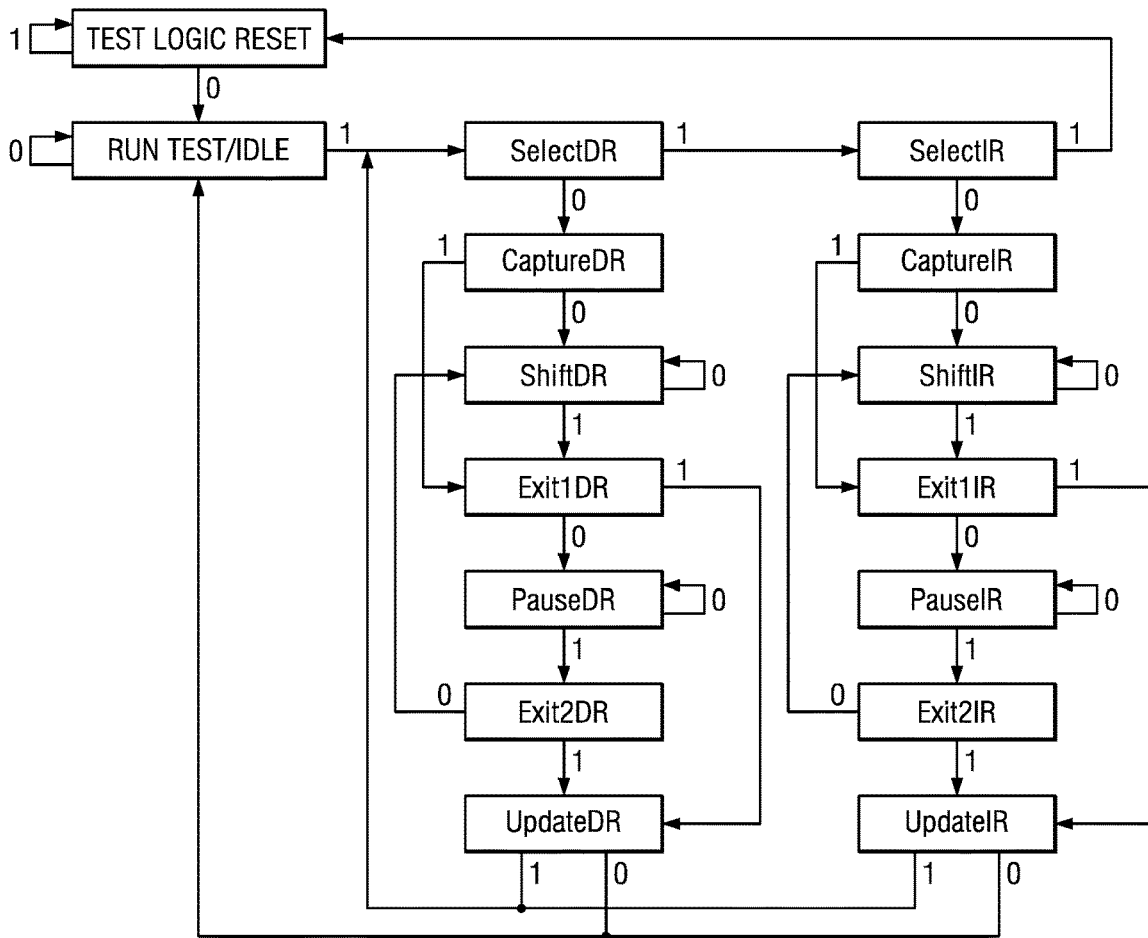 1 TEST LOGIC RESET
0
0 RUN TEST/IDLE 1 SelectDR 1 SelectIR 1
0 0
1 CaptureDR 1 CaptureIR
0 0
ShiftDR 0 ShiftIR 0
1 1
Exit1DR 1 Exit1IR 1
0 0
PauseDR 0 PauseIR 0
1 1
0 Exit2DR 0 Exit2IR
1 1
UpdateDR UpdateIR
1 0 1 0